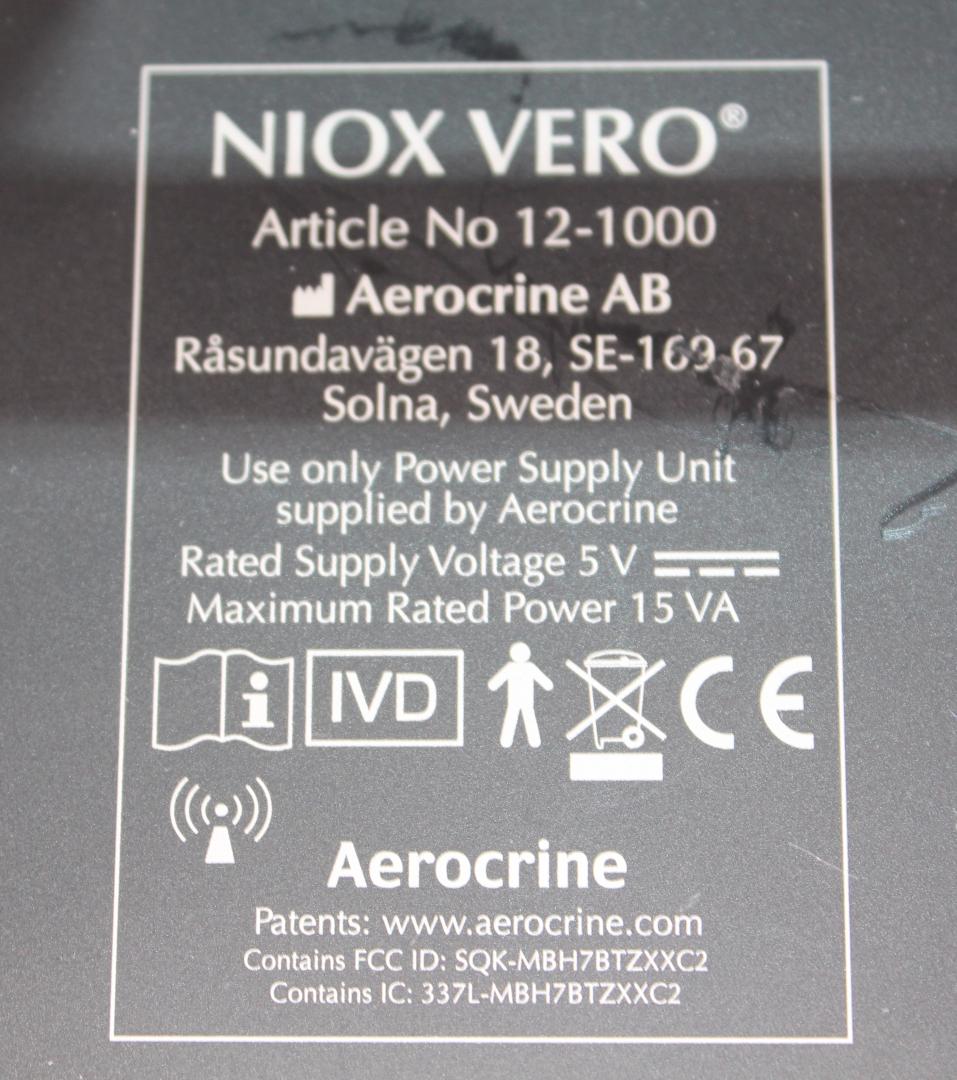 NIOX VERO®
Article No 12-1000
Aerocrine AB
Råsundavägen 18, SE-169 67
Solna, Sweden
Use only Power Supply Unit
supplied by Aerocrine
Rated Supply Voltage 5 V
Maximum Rated Power 15 VA
i IVD CE
Aerocrine
Patents: www.aerocrine.com
Contains FCC ID: SQK-MBH7BTZXXC2
Contains IC: 337L-MBH7BTZXXC2